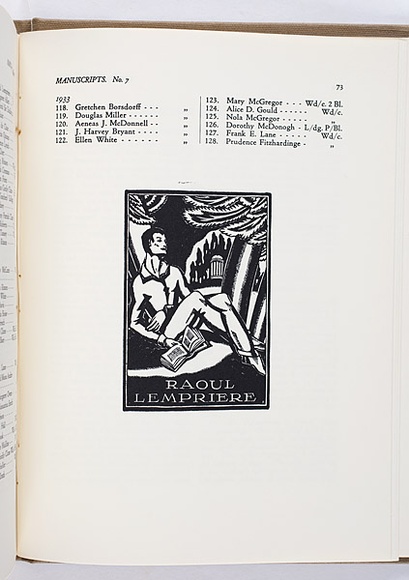 MANUSCRIPTS. No. 7
73
1933
118. Gretchen Borsdorff - - - „
119. Douglas Miller - - - - - - „
120. Aeneas J. McDonnell - - „
121. J. Harvey Bryant - - - - „
122. Ellen White - - - - - - „
123. Mary McGregor - - - Wd/c. 2 Bl.
124. Alice D. Gould - - - - - - Wd/c.
125. Nola McGregor - - - - - - „
126. Dorothy McDonogh - L/dg. P/Bl.
127. Frank E. Lane - - - - - Wd/c.
128. Prudence Fitzhardinge - „
RAOUL
LEMPRIERE